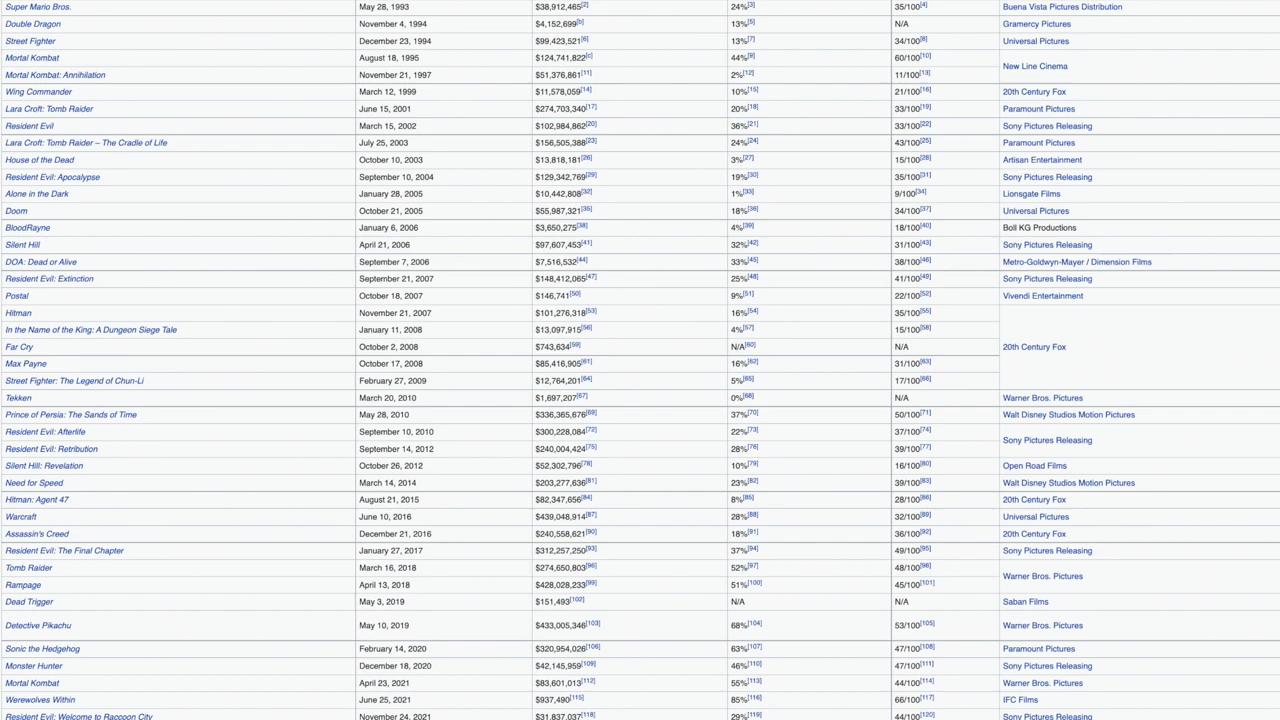 Super Mario Bros. May 28, 1993 $38,912,465[2] 24%[3] 35/100[4] Buena Vista Pictures Distribution
Double Dragon November 4, 1994 $4,152,699[b] 13%[5] N/A Gramercy Pictures
Street Fighter December 23, 1994 $99,423,521[6] 13%[7] 34/100[8] Universal Pictures
Mortal Kombat August 18, 1995 $124,741,822[c] 44%[9] 60/100[10] New Line Cinema
Mortal Kombat: Annihilation November 21, 1997 $51,376,861[11] 2%[12] 11/100[13]
Wing Commander March 12, 1999 $11,578,059[14] 10%[15] 21/100[16] 20th Century Fox
Lara Croft: Tomb Raider June 15, 2001 $274,703,340[17] 20%[18] 33/100[19] Paramount Pictures
Resident Evil March 15, 2002 $102,984,862[20] 36%[21] 33/100[22] Sony Pictures Releasing
Lara Croft: Tomb Raider – The Cradle of Life July 25, 2003 $156,505,388[23] 24%[24] 43/100[25] Paramount Pictures
House of the Dead October 10, 2003 $13,818,181[26] 3%[27] 15/100[28] Artisan Entertainment
Resident Evil: Apocalypse September 10, 2004 $129,342,769[29] 19%[30] 35/100[31] Sony Pictures Releasing
Alone in the Dark January 28, 2005 $10,442,808[32] 1%[33] 9/100[34] Lionsgate Films
Doom October 21, 2005 $55,987,321[35] 18%[36] 34/100[37] Universal Pictures
BloodRayne January 6, 2006 $3,650,275[38] 4%[39] 18/100[40] Boll KG Productions
Silent Hill April 21, 2006 $97,607,453[41] 32%[42] 31/100[43] Sony Pictures Releasing
DOA: Dead or Alive September 7, 2006 $7,516,532[44] 33%[45] 38/100[46] Metro-Goldwyn-Mayer / Dimension Films
Resident Evil: Extinction September 21, 2007 $148,412,065[47] 25%[48] 41/100[49] Sony Pictures Releasing
Postal October 18, 2007 $146,741[50] 9%[51] 22/100[52] Vivendi Entertainment
Hitman November 21, 2007 $101,276,318[53] 16%[54] 35/100[55]
In the Name of the King: A Dungeon Siege Tale January 11, 2008 $13,097,915[56] 4%[57] 15/100[58]
Far Cry October 2, 2008 $743,634[59] N/A[60] N/A 20th Century Fox
Max Payne October 17, 2008 $85,416,905[61] 16%[62] 31/100[63]
Street Fighter: The Legend of Chun-Li February 27, 2009 $12,764,201[64] 5%[65] 17/100[66]
Tekken March 20, 2010 $1,697,207[67] 0%[68] N/A Warner Bros. Pictures
Prince of Persia: The Sands of Time May 28, 2010 $336,365,676[69] 37%[70] 50/100[71] Walt Disney Studios Motion Pictures
Resident Evil: Afterlife September 10, 2010 $300,228,084[72] 22%[73] 37/100[74] Sony Pictures Releasing
Resident Evil: Retribution September 14, 2012 $240,004,424[75] 28%[76] 39/100[77]
Silent Hill: Revelation October 26, 2012 $52,302,796[78] 10%[79] 16/100[80] Open Road Films
Need for Speed March 14, 2014 $203,277,636[81] 23%[82] 39/100[83] Walt Disney Studios Motion Pictures
Hitman: Agent 47 August 21, 2015 $82,347,656[84] 8%[85] 28/100[86] 20th Century Fox
Warcraft June 10, 2016 $439,048,914[87] 28%[88] 32/100[89] Universal Pictures
Assassin's Creed December 21, 2016 $240,558,621[90] 18%[91] 36/100[92] 20th Century Fox
Resident Evil: The Final Chapter January 27, 2017 $312,257,250[93] 37%[94] 49/100[95] Sony Pictures Releasing
Tomb Raider March 16, 2018 $274,650,803[96] 52%[97] 48/100[98] Warner Bros. Pictures
Rampage April 13, 2018 $428,028,233[99] 51%[100] 45/100[101]
Dead Trigger May 3, 2019 $151,493[102] N/A N/A Saban Films
Detective Pikachu May 10, 2019 $433,005,346[103] 68%[104] 53/100[105] Warner Bros. Pictures
Sonic the Hedgehog February 14, 2020 $320,954,026[106] 63%[107] 47/100[108] Paramount Pictures
Monster Hunter December 18, 2020 $42,145,959[109] 46%[110] 47/100[111] Sony Pictures Releasing
Mortal Kombat April 23, 2021 $83,601,013[112] 55%[113] 44/100[114] Warner Bros. Pictures
Werewolves Within June 25, 2021 $937,490[115] 85%[116] 66/100[117] IFC Films
Resident Evil: Welcome to Raccoon City November 24, 2021 $31,837,037[118] 29%[119] 44/100[120] Sony Pictures Releasing